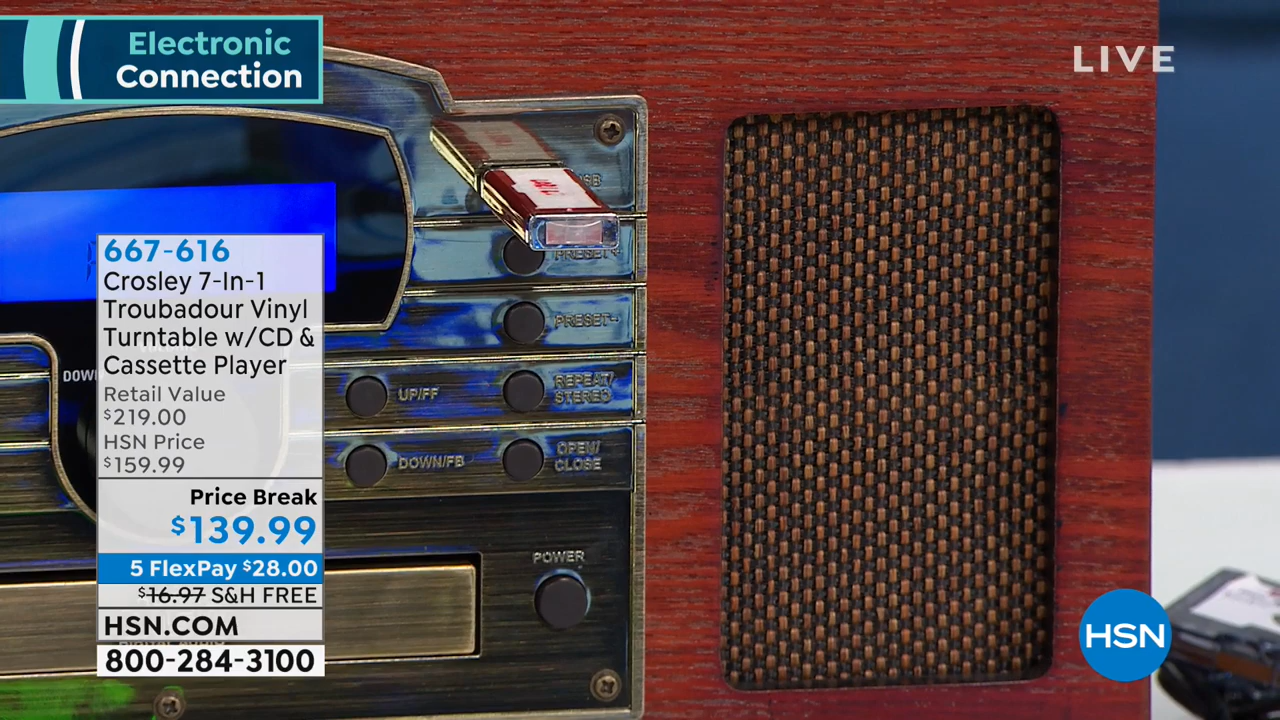 Electronic
Connection
LIVE
667-616
Crosley 7-In-1
Troubadour Vinyl
Turntable w/CD &
Cassette Player
Retail Value
$219.00
HSN Price
$159.99
Price Break
$139.99
5 FlexPay $28.00
$16.97 S&H FREE
HSN.COM
800-284-3100
PRESET+
PRESET-
DOW
UP/FF
REPEAT/
STEREO
DOWN/FB
OPEN/
CLOSE
POWER
HSN